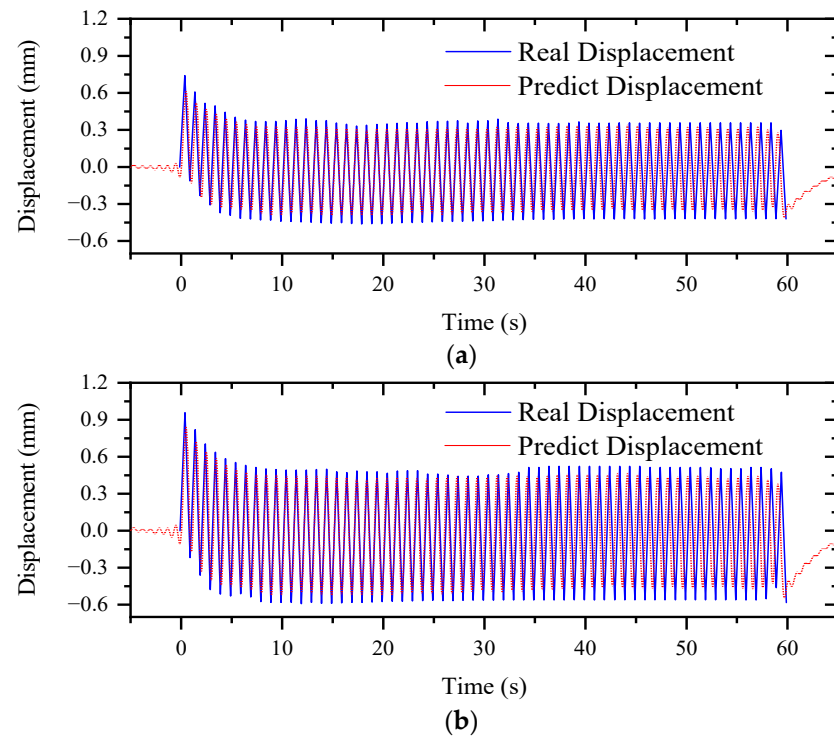 1.2
0.9
0.6
0.3
0.0
−0.3
−0.6
Displacement (mm)
Real Displacement
Predict Displacement
0 10 20 30 40 50 60
Time (s)
(a)
1.2
0.9
0.6
0.3
0.0
−0.3
−0.6
Displacement (mm)
Real Displacement
Predict Displacement
0 10 20 30 40 50 60
Time (s)
(b)